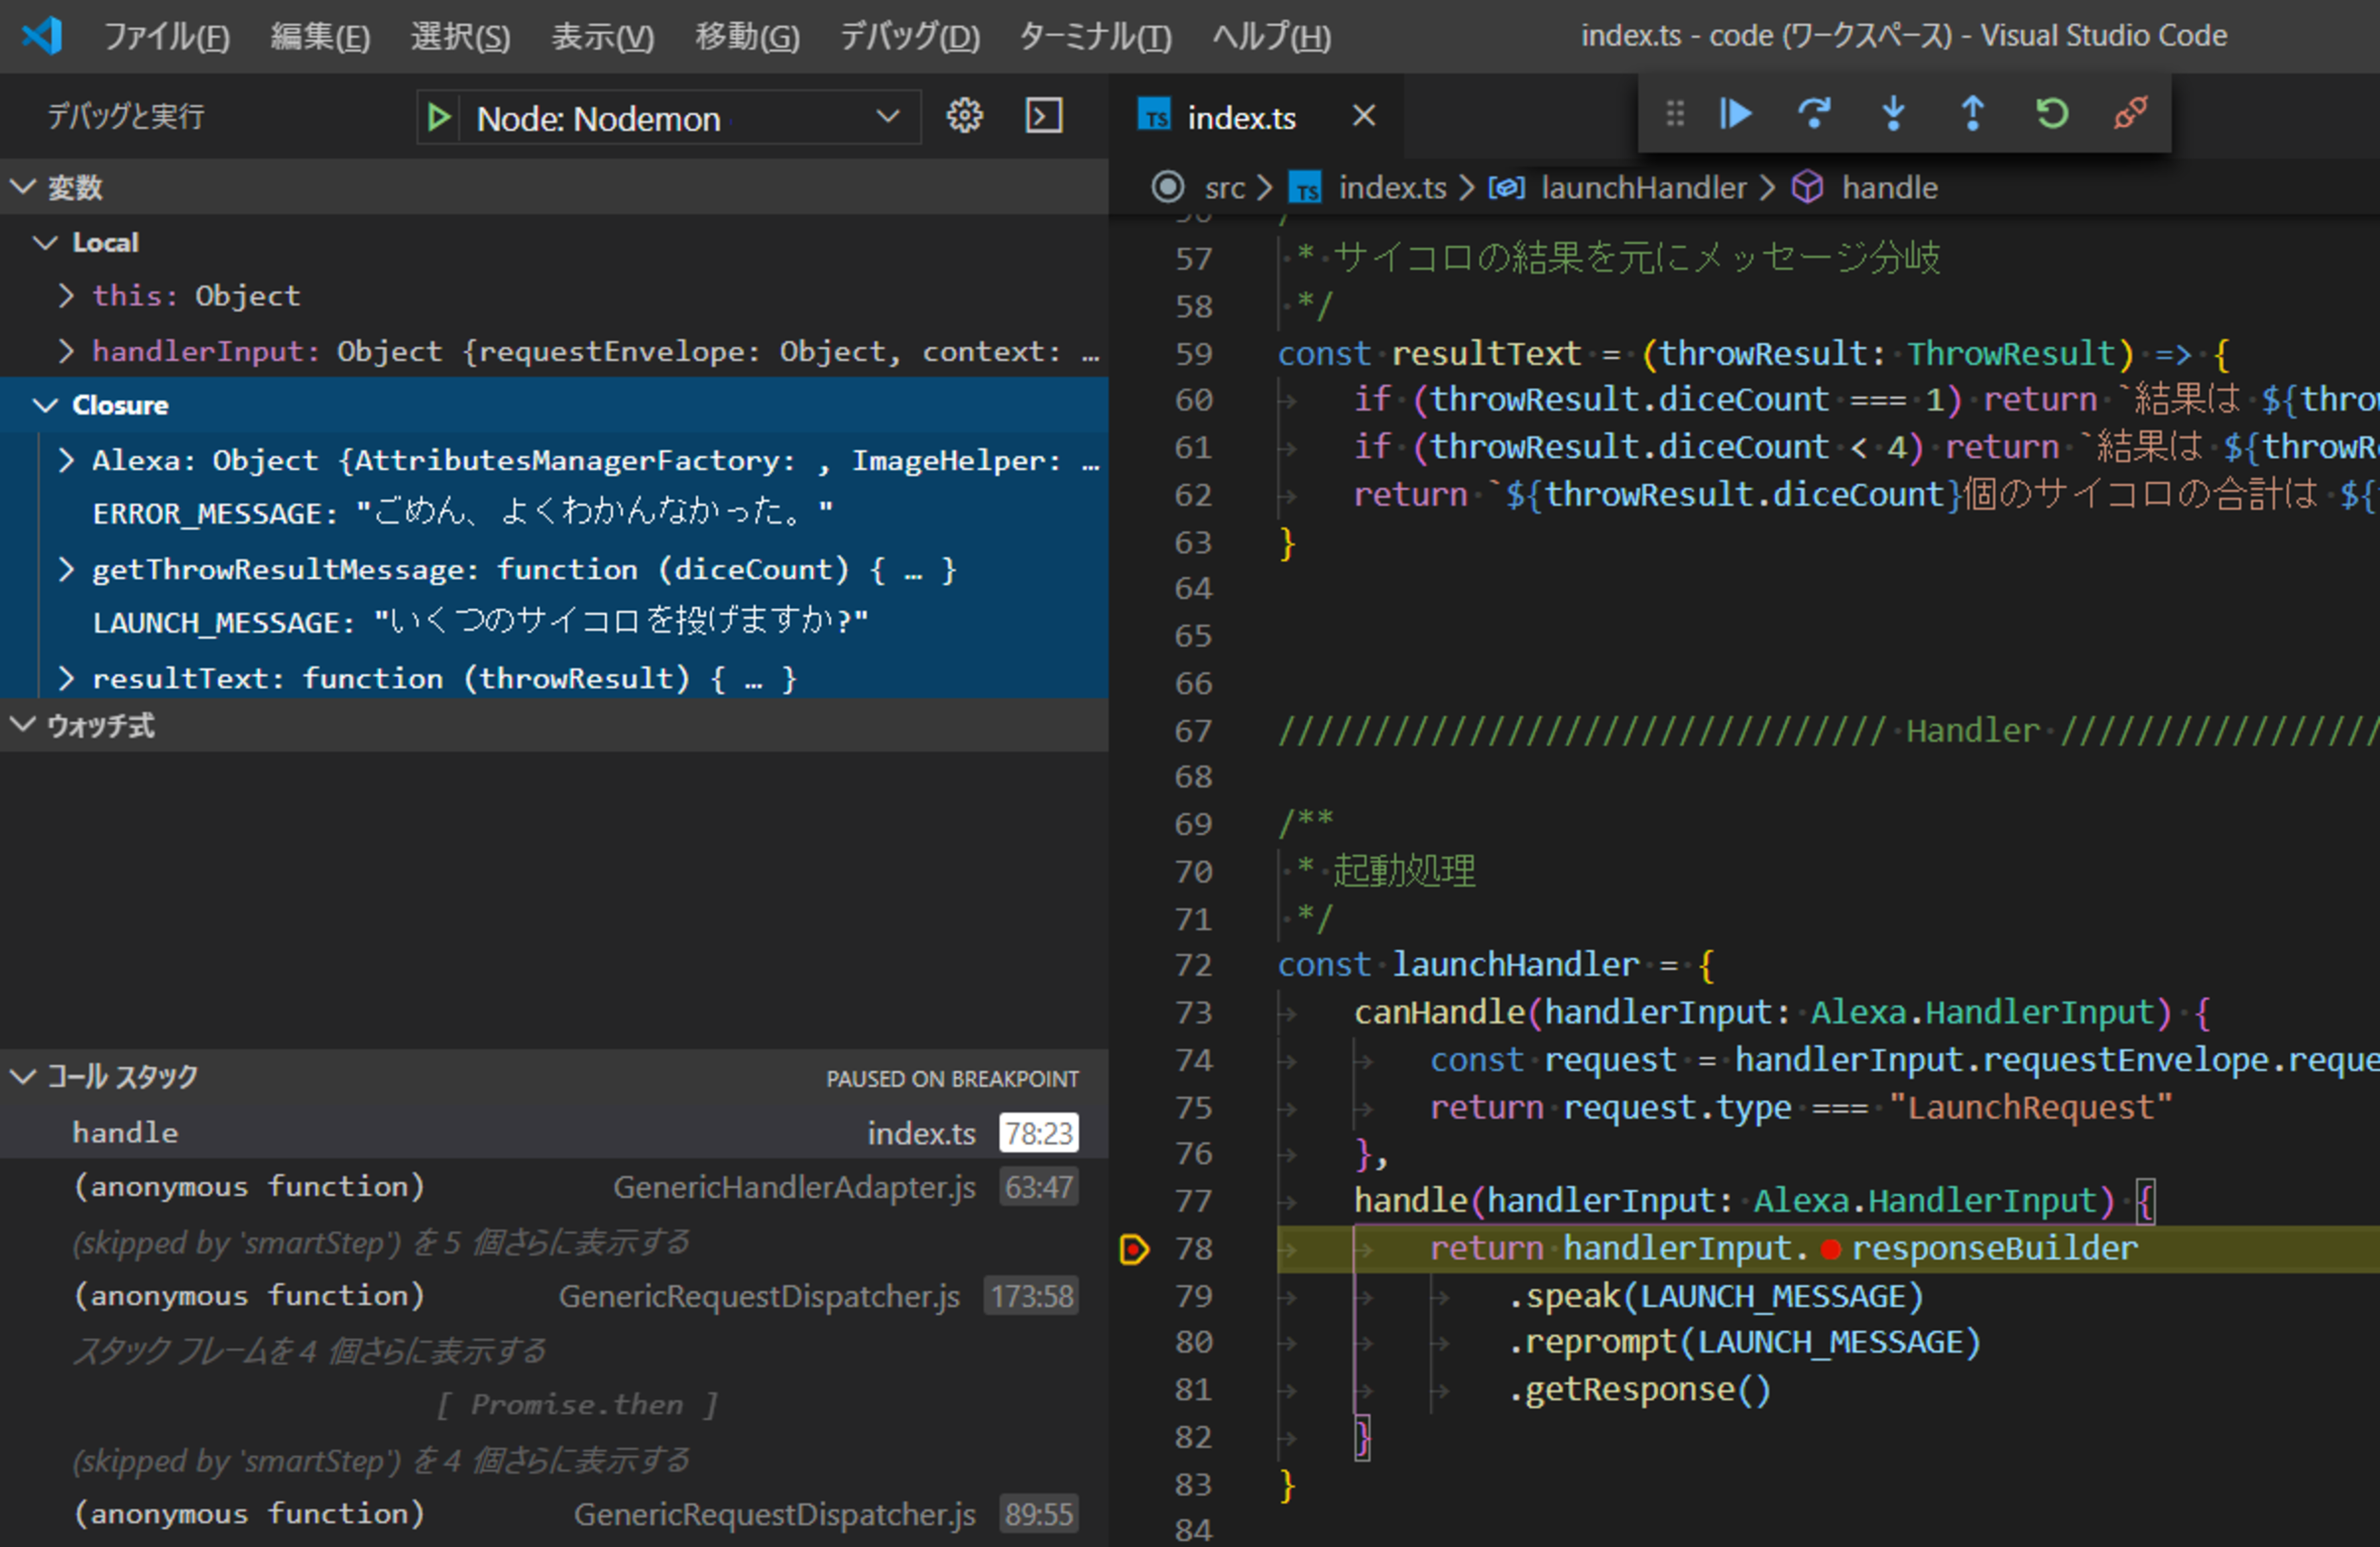 ファイル(F) 編集(E) 選択(S) 表示(V) 移動(G) デバッグ(D) ターミナル(T) ヘルプ(H) index.ts - code (ワークスペース) - Visual Studio Code
デバッグと実行 Node: Nodemon
変数
Local
this: Object
handlerInput: Object {requestEnvelope: Object, context: …
Closure
Alexa: Object {AttributesManagerFactory: , ImageHelper: …
ERROR_MESSAGE: "ごめん、よくわかんなかった。"
getThrowResultMessage: function (diceCount) { … }
LAUNCH_MESSAGE: "いくつのサイコロを投げますか?"
resultText: function (throwResult) { … }
ウォッチ式
コール スタック PAUSED ON BREAKPOINT
handle index.ts 78:23
(anonymous function) GenericHandlerAdapter.js 63:47
(skipped by 'smartStep') を 5 個さらに表示する
(anonymous function) GenericRequestDispatcher.js 173:58
スタック フレームを 4 個さらに表示する
[ Promise.then ]
(skipped by 'smartStep') を 4 個さらに表示する
(anonymous function) GenericRequestDispatcher.js 89:55
TS index.ts
src > TS index.ts > launchHandler > handle
57 * サイコロの結果を元にメッセージ分岐
58 */
59 const resultText = (throwResult: ThrowResult) => {
60 if (throwResult.diceCount === 1) return `結果は ${thro
61 if (throwResult.diceCount < 4) return `結果は ${throwR
62 return `${throwResult.diceCount}個のサイコロの合計は ${
63 }
64
65
66
67 //////////////////////////////// Handler /////////////////
68
69 /**
70 * 起動処理
71 */
72 const launchHandler = {
73 canHandle(handlerInput: Alexa.HandlerInput) {
74 const request = handlerInput.requestEnvelope.reque
75 return request.type === "LaunchRequest"
76 },
77 handle(handlerInput: Alexa.HandlerInput) {
78 return handlerInput. responseBuilder
79 .speak(LAUNCH_MESSAGE)
80 .reprompt(LAUNCH_MESSAGE)
81 .getResponse()
82 }
83 }
84